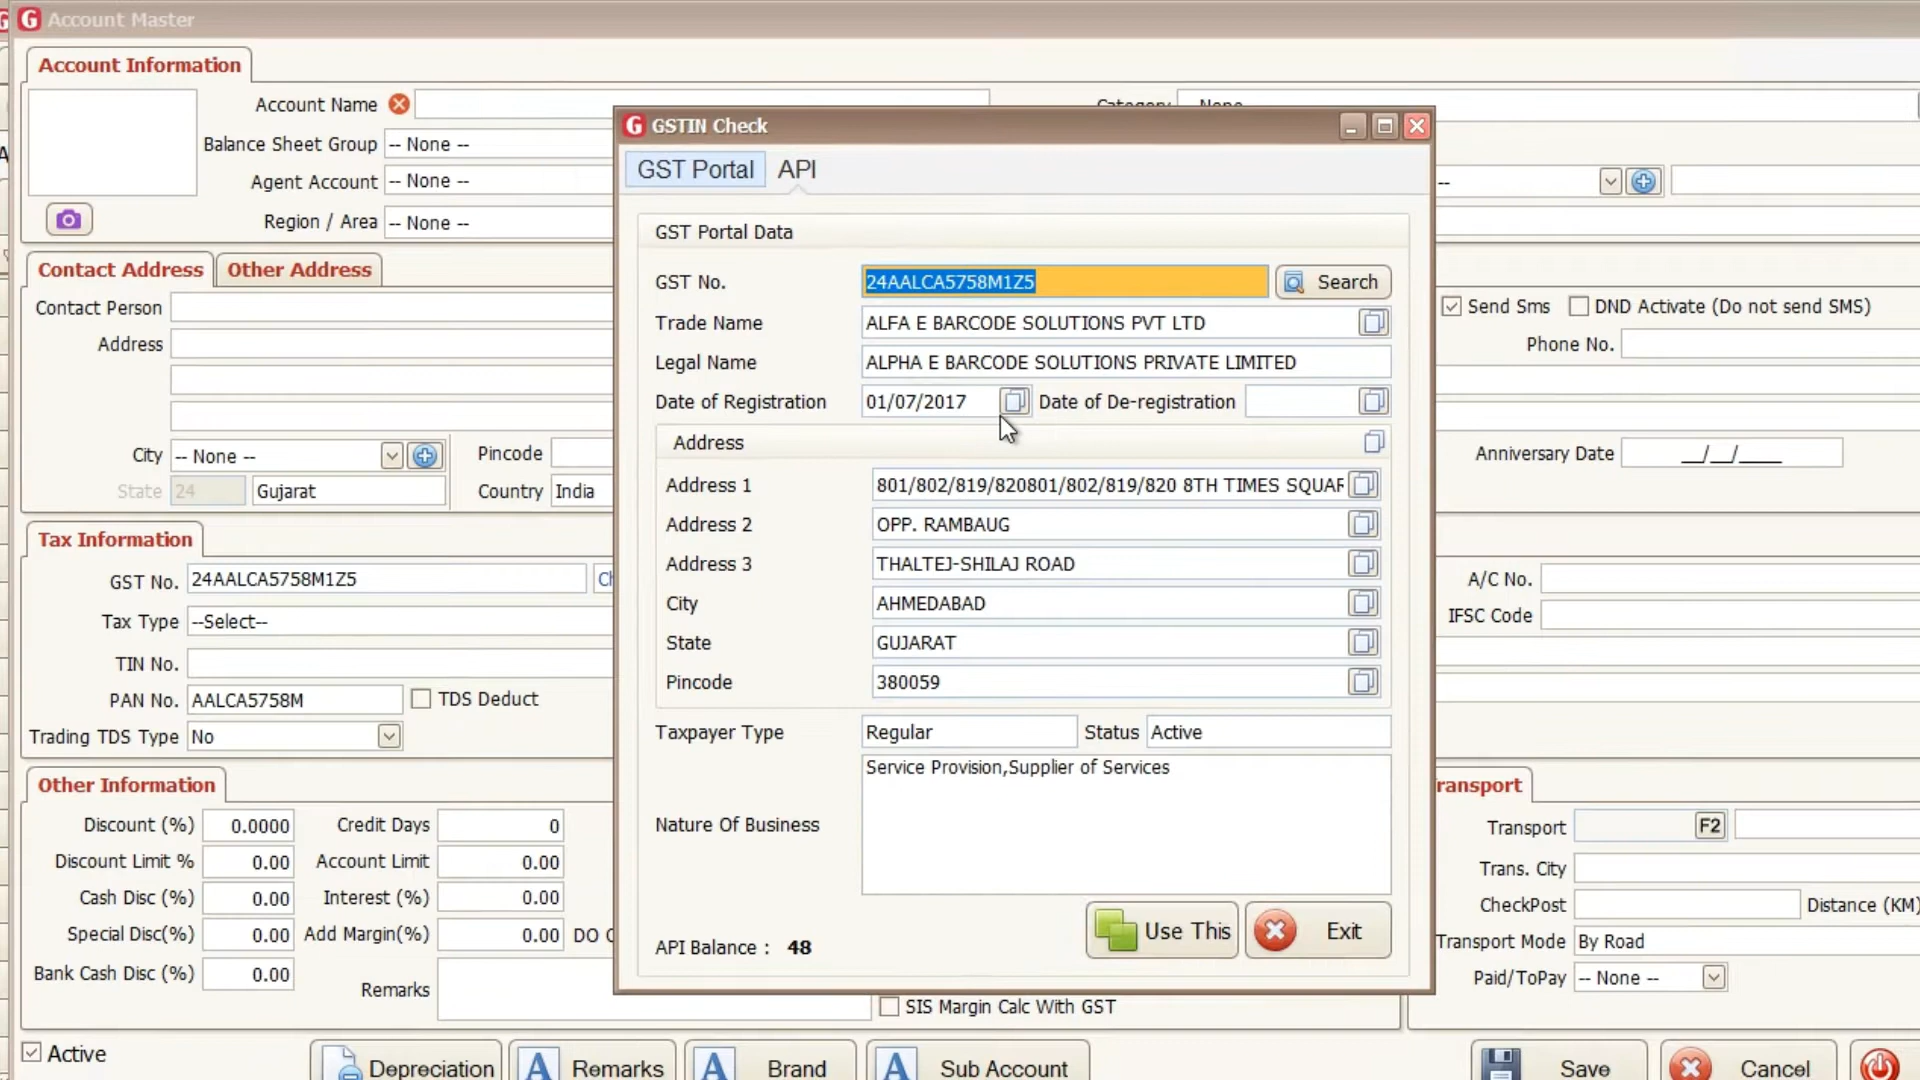 Account Master
Account Information
Account Name
Balance Sheet Group -- None --
Agent Account -- None --
Region / Area -- None --
Contact Address Other Address
Contact Person
Address
City -- None -- Pincode
State 24 Gujarat Country India
Tax Information
GST No. 24AALCA5758M1Z5
Tax Type --Select--
TIN No.
PAN No. AALCA5758M TDS Deduct
Trading TDS Type No
Other Information
Discount (%) 0.0000 Credit Days 0
Discount Limit % 0.00 Account Limit 0.00
Cash Disc (%) 0.00 Interest (%) 0.00
Special Disc(%) 0.00 Add Margin(%) 0.00 DO
Bank Cash Disc (%) 0.00
Remarks
SIS Margin Calc With GST
Active
Depreciation Remarks Brand Sub Account
GSTIN Check
GST Portal API
GST Portal Data
GST No. 24AALCA5758M1Z5 Search
Trade Name ALFA E BARCODE SOLUTIONS PVT LTD
Legal Name ALPHA E BARCODE SOLUTIONS PRIVATE LIMITED
Date of Registration 01/07/2017 Date of De-registration
Address
Address 1 801/802/819/820801/802/819/820 8TH TIMES SQUAR
Address 2 OPP. RAMBAUG
Address 3 THALTEJ-SHILAJ ROAD
City AHMEDABAD
State GUJARAT
Pincode 380059
Taxpayer Type Regular Status Active
Nature Of Business Service Provision,Supplier of Services
API Balance : 48 Use This Exit
Send Sms DND Activate (Do not send SMS)
Phone No.
Anniversary Date __/__/____
A/C No.
IFSC Code
ransport
Transport F2
Trans. City
CheckPost Distance (KM)
Transport Mode By Road
Paid/ToPay -- None --
Save Cancel